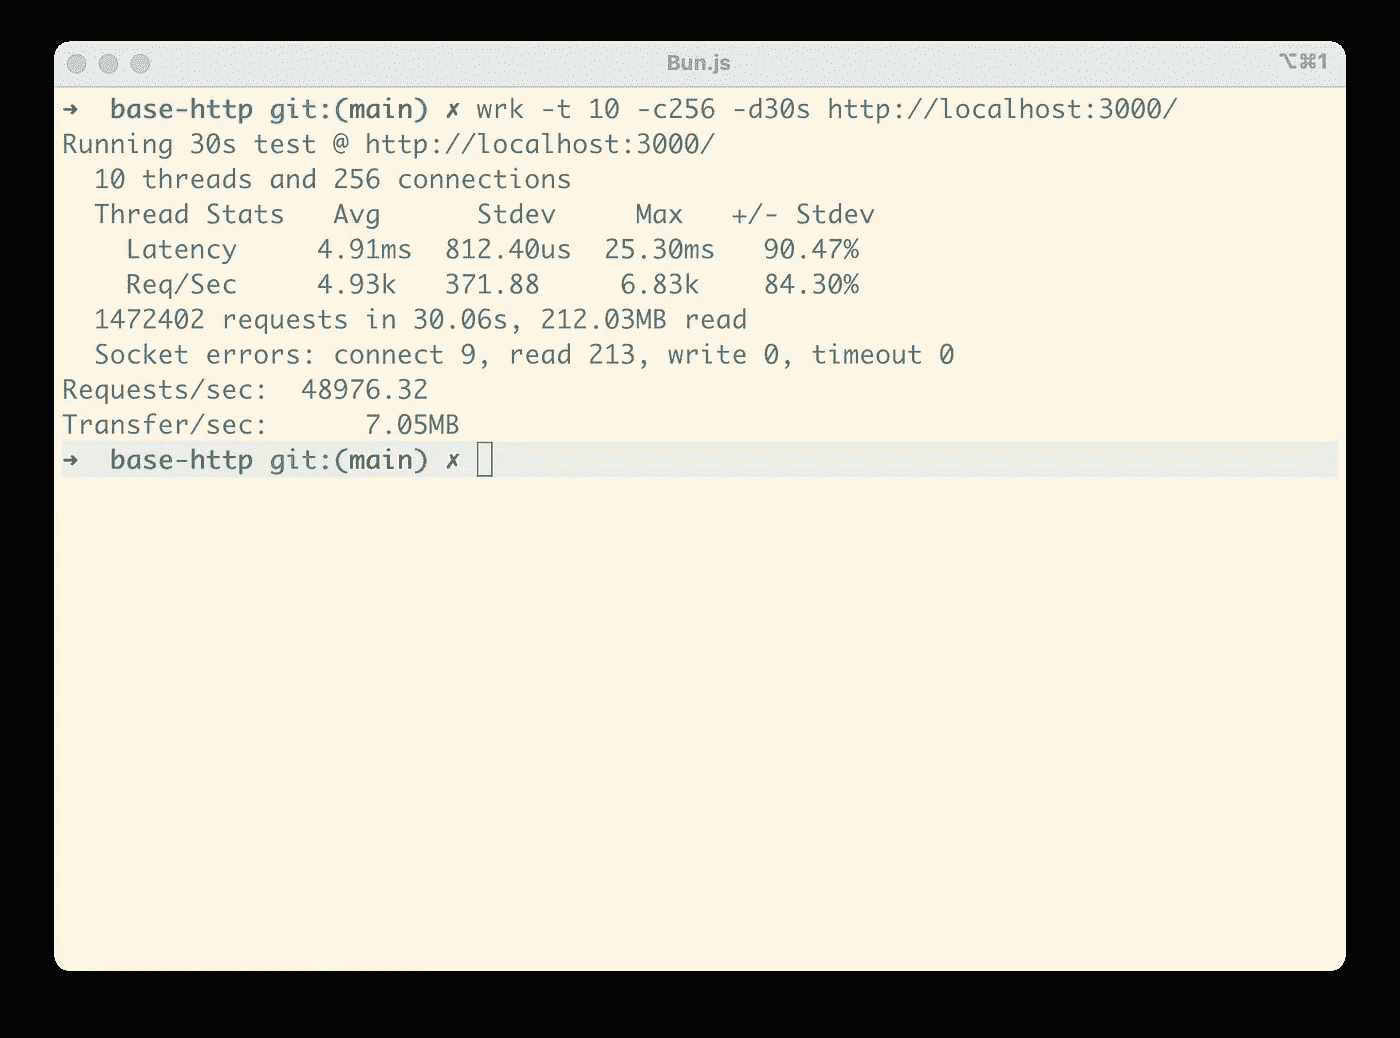 Bun.js ⌥⌘1
➜  base-http git:(main) ✗ wrk -t 10 -c256 -d30s http://localhost:3000/
Running 30s test @ http://localhost:3000/
  10 threads and 256 connections
  Thread Stats   Avg      Stdev     Max   +/- Stdev
    Latency     4.91ms  812.40us  25.30ms   90.47%
    Req/Sec     4.93k   371.88     6.83k    84.30%
  1472402 requests in 30.06s, 212.03MB read
  Socket errors: connect 9, read 213, write 0, timeout 0
Requests/sec:  48976.32
Transfer/sec:      7.05MB
➜  base-http git:(main) ✗